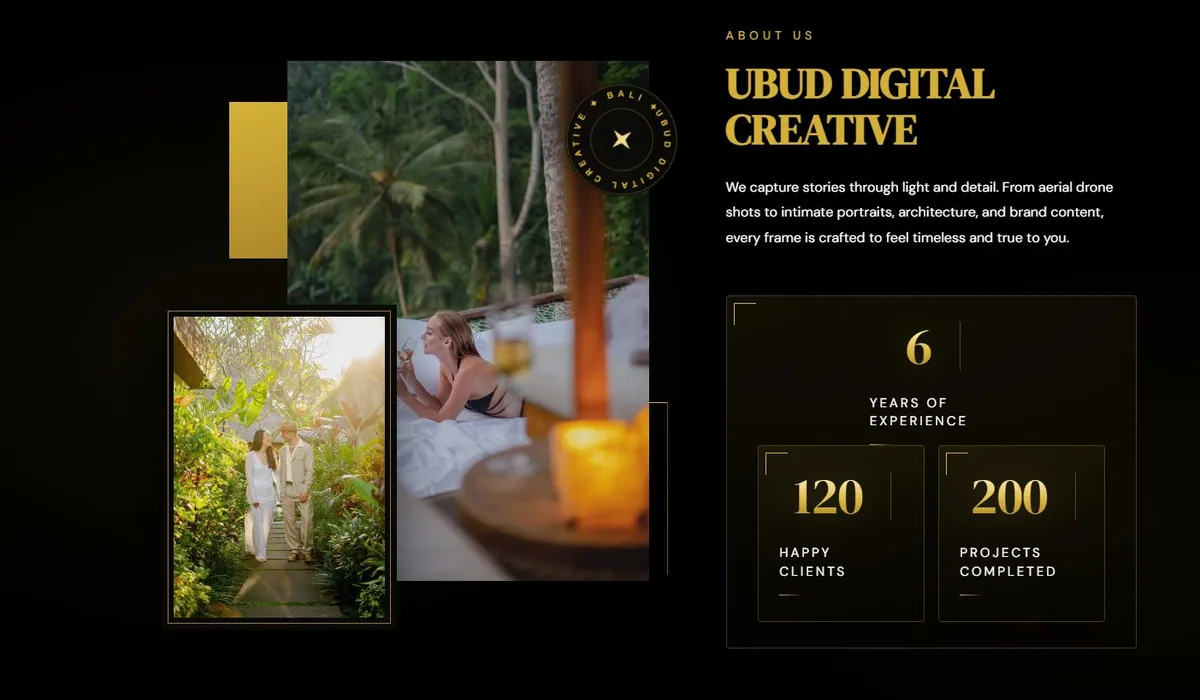 ABOUT US
UBUD DIGITAL
CREATIVE
BALI ✦ UBUD DIGITAL CREATIVE ✦
We capture stories through light and detail. From aerial drone
shots to intimate portraits, architecture, and brand content,
every frame is crafted to feel timeless and true to you.
6
YEARS OF
EXPERIENCE
120
HAPPY
CLIENTS
200
PROJECTS
COMPLETED